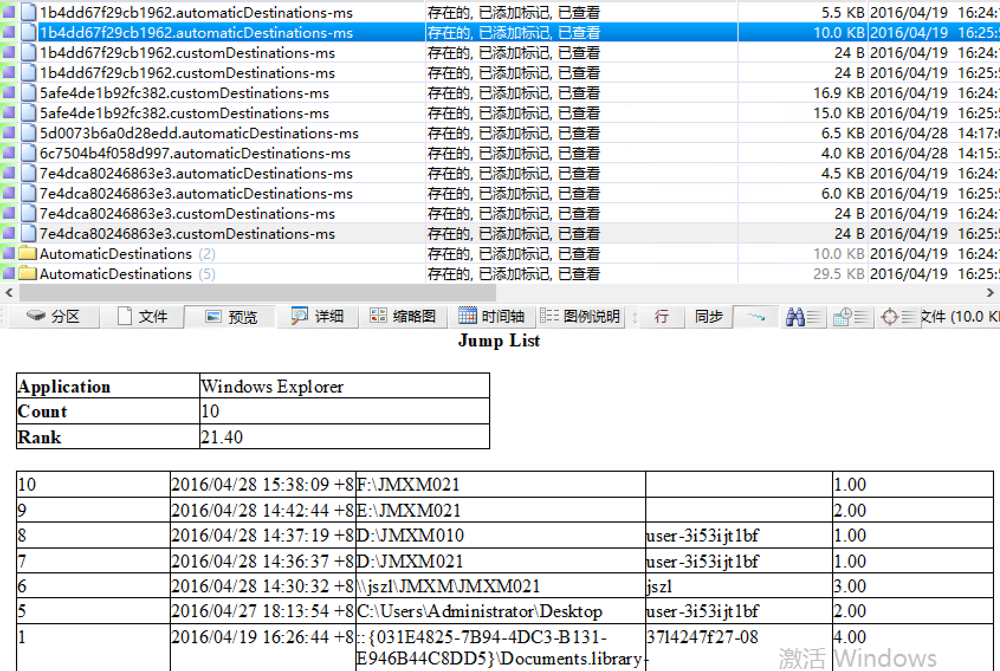 1b4dd67f29cb1962.automaticDestinations-ms 存在的, 已添加标记, 已查看 5.5 KB 2016/04/19 16:24:
1b4dd67f29cb1962.automaticDestinations-ms 存在的, 已添加标记, 已查看 10.0 KB 2016/04/19 16:25:
1b4dd67f29cb1962.customDestinations-ms 存在的, 已添加标记, 已查看 24 B 2016/04/19 16:24:
1b4dd67f29cb1962.customDestinations-ms 存在的, 已添加标记, 已查看 24 B 2016/04/19 16:25:
5afe4de1b92fc382.customDestinations-ms 存在的, 已添加标记, 已查看 16.9 KB 2016/04/19 16:24:
5afe4de1b92fc382.customDestinations-ms 存在的, 已添加标记, 已查看 15.0 KB 2016/04/19 16:25:
5d0073b6a0d28edd.automaticDestinations-ms 存在的, 已添加标记, 已查看 6.5 KB 2016/04/28 14:17:
6c7504b4f058d997.automaticDestinations-ms 存在的, 已添加标记, 已查看 4.0 KB 2016/04/28 14:15:
7e4dca80246863e3.automaticDestinations-ms 存在的, 已添加标记, 已查看 4.5 KB 2016/04/19 16:24:
7e4dca80246863e3.automaticDestinations-ms 存在的, 已添加标记, 已查看 6.0 KB 2016/04/19 16:25:
7e4dca80246863e3.customDestinations-ms 存在的, 已添加标记, 已查看 24 B 2016/04/19 16:24:
7e4dca80246863e3.customDestinations-ms 存在的, 已添加标记, 已查看 24 B 2016/04/19 16:25:
AutomaticDestinations (2) 存在的, 已添加标记, 已查看 10.0 KB 2016/04/19 16:24:
AutomaticDestinations (5) 存在的, 已添加标记, 已查看 29.5 KB 2016/04/19 16:25:
分区 文件 预览 详细 缩略图 时间轴 图例说明 行 同步 文件 (10.0 K
Jump List
Application Windows Explorer
Count 10
Rank 21.40
10 2016/04/28 15:38:09 +8 F:\JMXM021 1.00
9 2016/04/28 14:42:44 +8 E:\JMXM021 2.00
8 2016/04/28 14:37:19 +8 D:\JMXM010 user-3i53ijt1bf 1.00
7 2016/04/28 14:36:37 +8 D:\JMXM021 user-3i53ijt1bf 1.00
6 2016/04/28 14:30:32 +8 \\jszl\JMXM\JMXM021 jszl 3.00
5 2016/04/27 18:13:54 +8 C:\Users\Administrator\Desktop user-3i53ijt1bf 2.00
1 2016/04/19 16:26:44 +8 ::{031E4825-7B94-4DC3-B131- 37l4247f27-08 4.00
E946B44C8DD5}\Documents.library-
激活 Windows